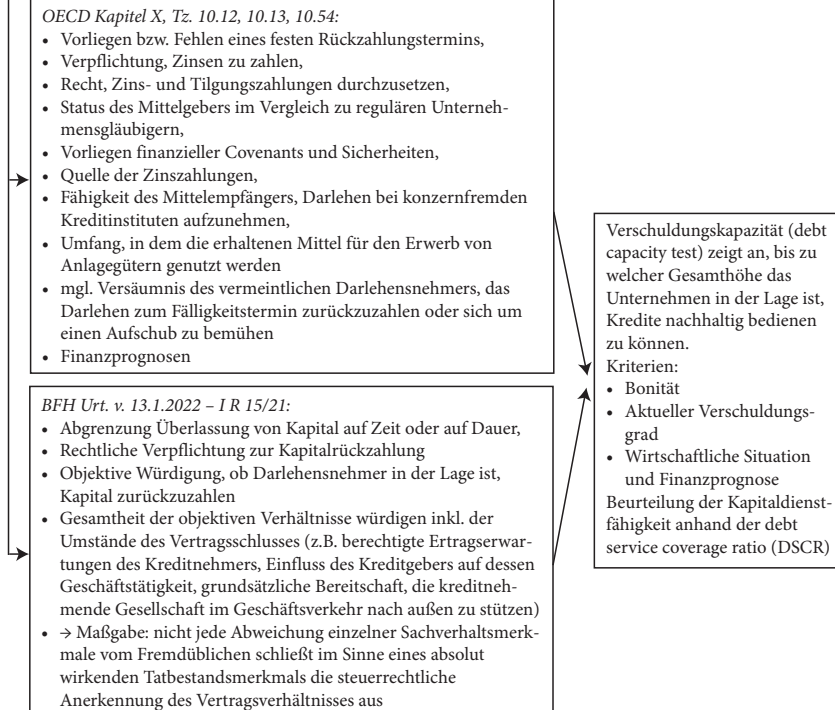 OECD Kapitel X, Tz. 10.12, 10.13, 10.54:
• Vorliegen bzw. Fehlen eines festen Rückzahlungstermins,
• Verpflichtung, Zinsen zu zahlen,
• Recht, Zins- und Tilgungszahlungen durchzusetzen,
• Status des Mittelgebers im Vergleich zu regulären Unterneh-
mensgläubigern,
• Vorliegen finanzieller Covenants und Sicherheiten,
• Quelle der Zinszahlungen,
• Fähigkeit des Mittelempfängers, Darlehen bei konzernfremden
Kreditinstituten aufzunehmen,
• Umfang, in dem die erhaltenen Mittel für den Erwerb von
Anlagegütern genutzt werden
• mgl. Versäumnis des vermeintlichen Darlehensnehmers, das
Darlehen zum Fälligkeitstermin zurückzuzahlen oder sich um
einen Aufschub zu bemühen
• Finanzprognosen
BFH Urt. v. 13.1.2022 – I R 15/21:
• Abgrenzung Überlassung von Kapital auf Zeit oder auf Dauer,
• Rechtliche Verpflichtung zur Kapitalrückzahlung
• Objektive Würdigung, ob Darlehensnehmer in der Lage ist,
Kapital zurückzuzahlen
• Gesamtheit der objektiven Verhältnisse würdigen inkl. der
Umstände des Vertragsschlusses (z.B. berechtigte Ertragserwar-
tungen des Kreditnehmers, Einfluss des Kreditgebers auf dessen
Geschäftstätigkeit, grundsätzliche Bereitschaft, die kreditneh-
mende Gesellschaft im Geschäftsverkehr nach außen zu stützen)
• → Maßgabe: nicht jede Abweichung einzelner Sachverhaltsmerk-
male vom Fremdüblichen schließt im Sinne eines absolut
wirkenden Tatbestandsmerkmals die steuerrechtliche
Anerkennung des Vertragsverhältnisses aus
Verschuldungskapazität (debt
capacity test) zeigt an, bis zu
welcher Gesamthöhe das
Unternehmen in der Lage ist,
Kredite nachhaltig bedienen
zu können.
Kriterien:
• Bonität
• Aktueller Verschuldungs-
grad
• Wirtschaftliche Situation
und Finanzprognose
Beurteilung der Kapitaldienst-
fähigkeit anhand der debt
service coverage ratio (DSCR)